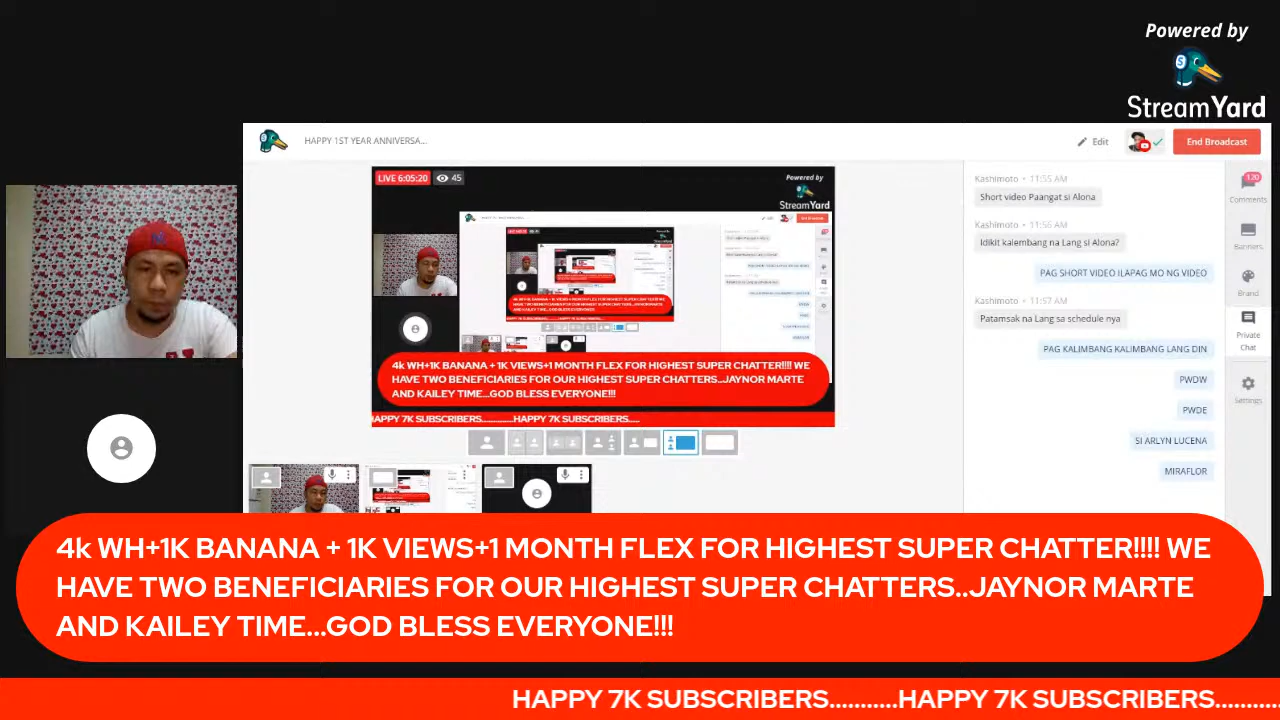 Powered by
StreamYard
HAPPY 1ST YEAR ANNIVERSA...
Edit
End Broadcast
LIVE 6:05:20
45
Powered by
StreamYard
4k WH+1K BANANA + 1K VIEWS+1 MONTH FLEX FOR HIGHEST SUPER CHATTER!!!! WE
HAVE TWO BENEFICIARIES FOR OUR HIGHEST SUPER CHATTERS..JAYNOR MARTE
AND KAILEY TIME...GOD BLESS EVERYONE!!!
HAPPY 7K SUBSCRIBERS...........HAPPY 7K SUBSCRIBERS.....
Kashimoto • 11:55 AM
Short video Paangat si Alona
Kashimoto • 11:56 AM
Idikit kalembang na Lang si Alona?
PAG SHORT VIDEO ILAPAG MO NG VIDEO
Kashimoto • 11:57 AM
Patamsak na Lang sa schedule nya
PAG KALIMBANG KALIMBANG LANG DIN
PWDW
PWDE
SI ARLYN LUCENA
MIRAFLOR
120
Comments
Banners
Brand
Private
Chat
Settings
4k WH+1K BANANA + 1K VIEWS+1 MONTH FLEX FOR HIGHEST SUPER CHATTER!!!! WE
HAVE TWO BENEFICIARIES FOR OUR HIGHEST SUPER CHATTERS..JAYNOR MARTE
AND KAILEY TIME...GOD BLESS EVERYONE!!!
HAPPY 7K SUBSCRIBERS...........HAPPY 7K SUBSCRIBERS..........